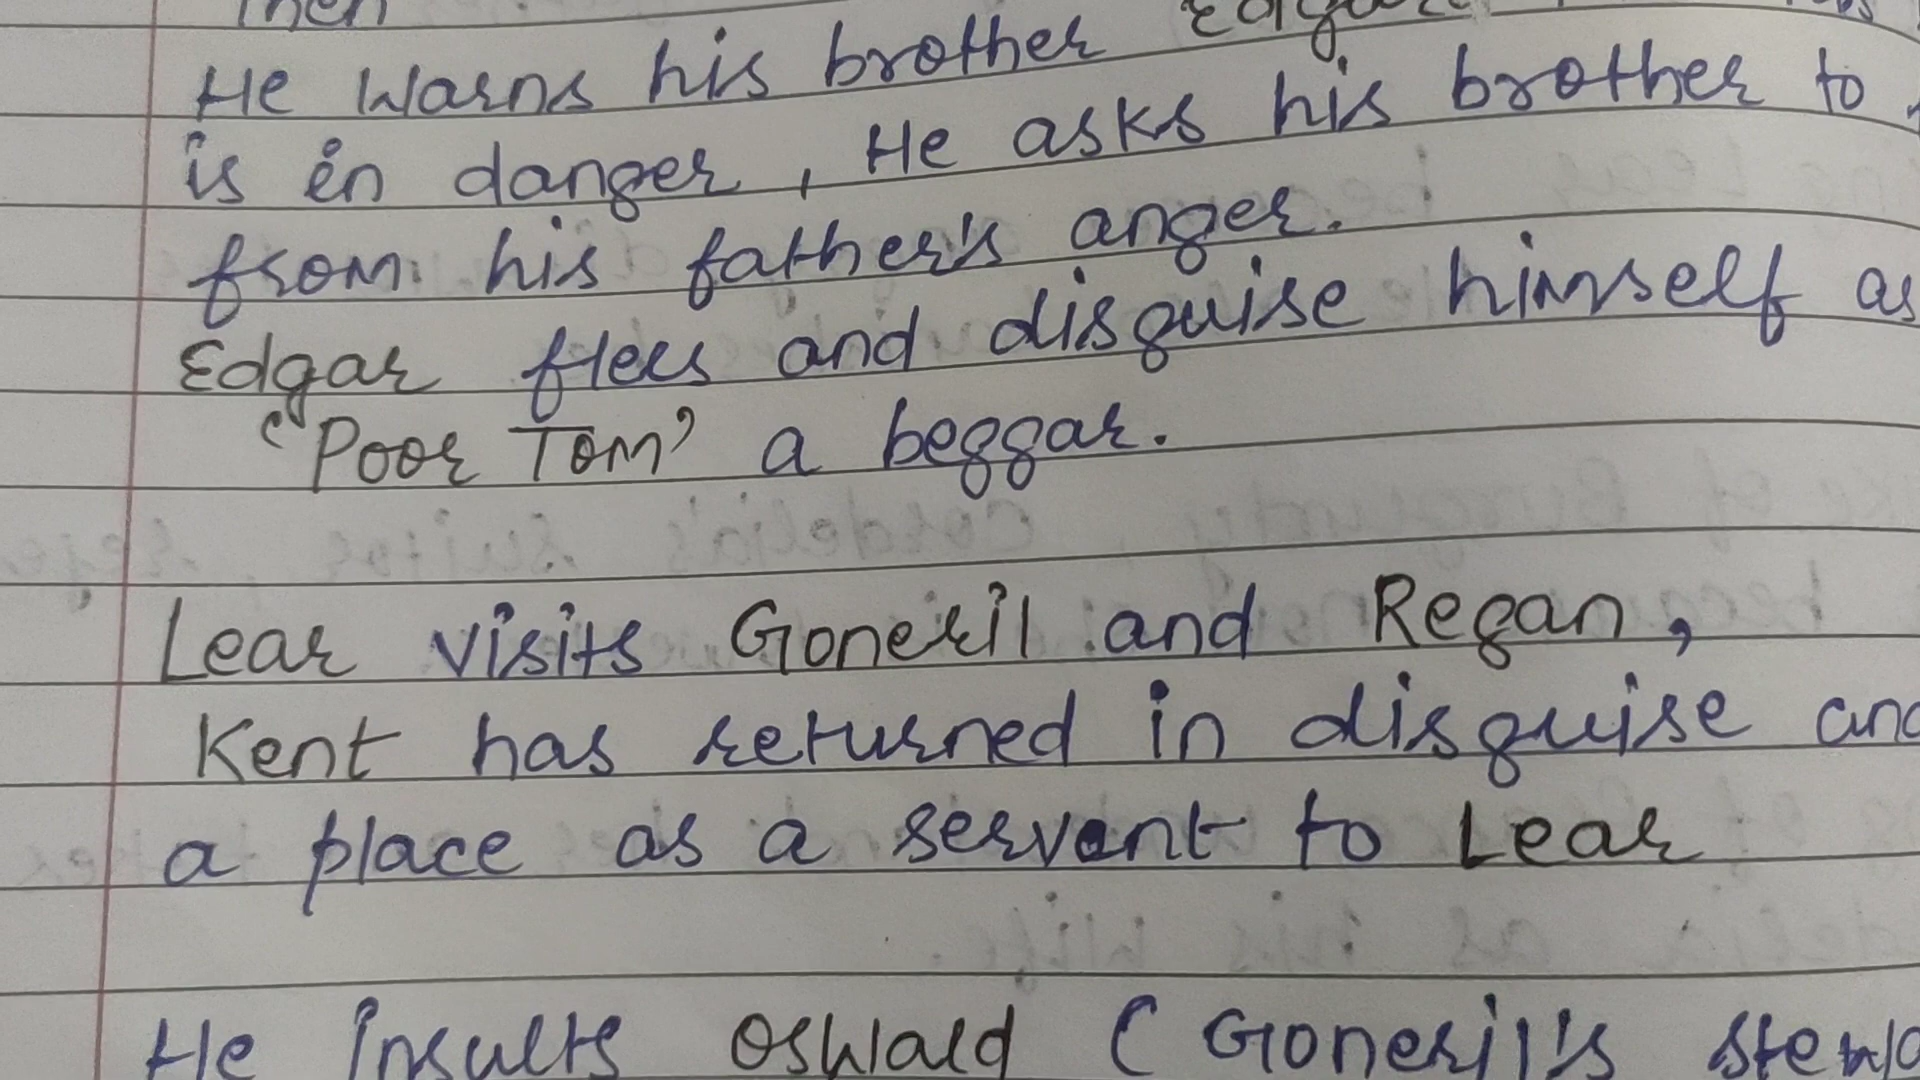 Then
He warns his brother Edgar
is in danger, He asks his brother to
from his father's anger.
Edgar flees and disguise himself as
"Poor Tom' a beggar.
Lear visits Goneril and Regan,
Kent has returned in disguise and
a place as a servant to Lear
He insults Oswald ( Goneril's